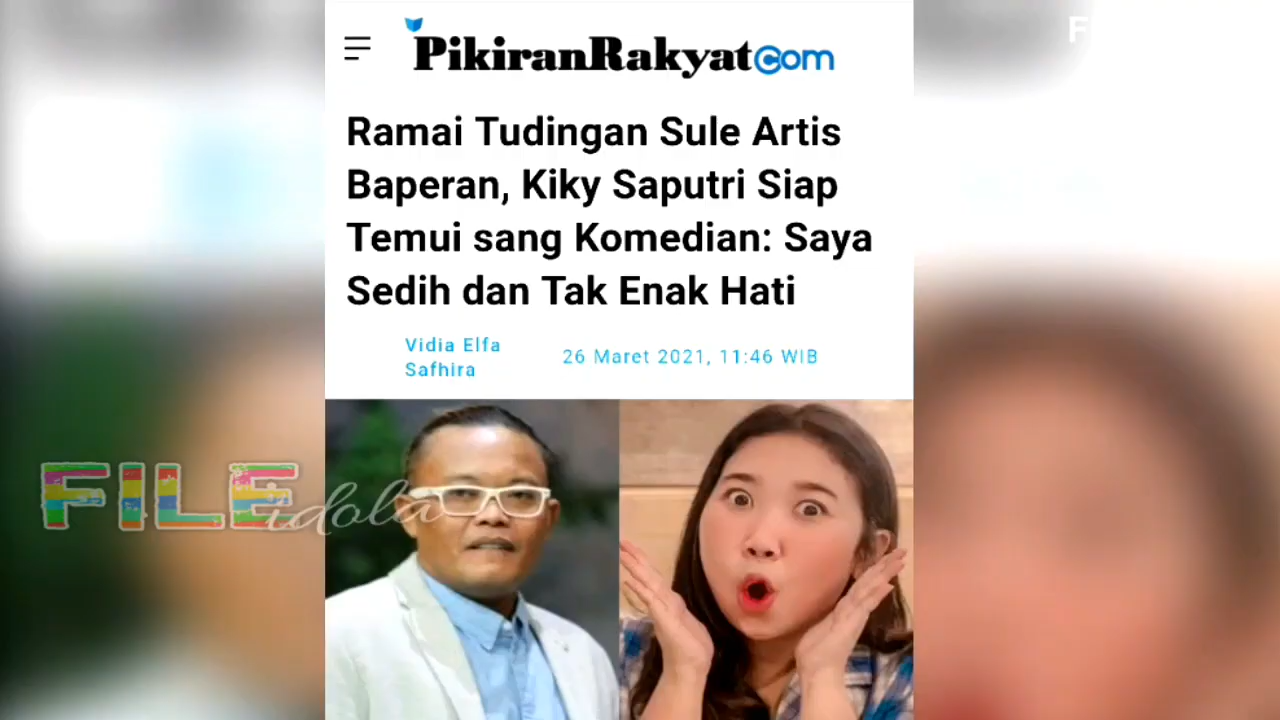 PikiranRakyat.com
Ramai Tudingan Sule Artis
Baperan, Kiky Saputri Siap
Temui sang Komedian: Saya
Sedih dan Tak Enak Hati
Vidia Elfa
Safhira
26 Maret 2021, 11:46 WIB
FILE idola